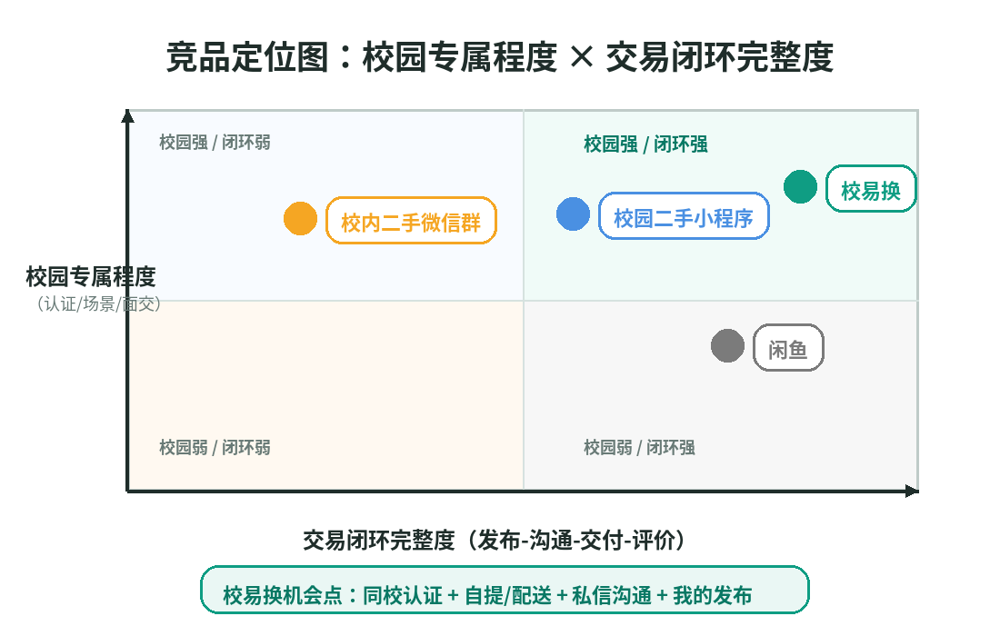 竞品定位图：校园专属程度 × 交易闭环完整度
校园强 / 闭环弱
校园强 / 闭环强
校易换
校内二手微信群
校园二手小程序
校园专属程度
（认证/场景/面交）
闲鱼
校园弱 / 闭环弱
校园弱 / 闭环强
交易闭环完整度（发布-沟通-交付-评价）
校易换机会点：同校认证 + 自提/配送 + 私信沟通 + 我的发布